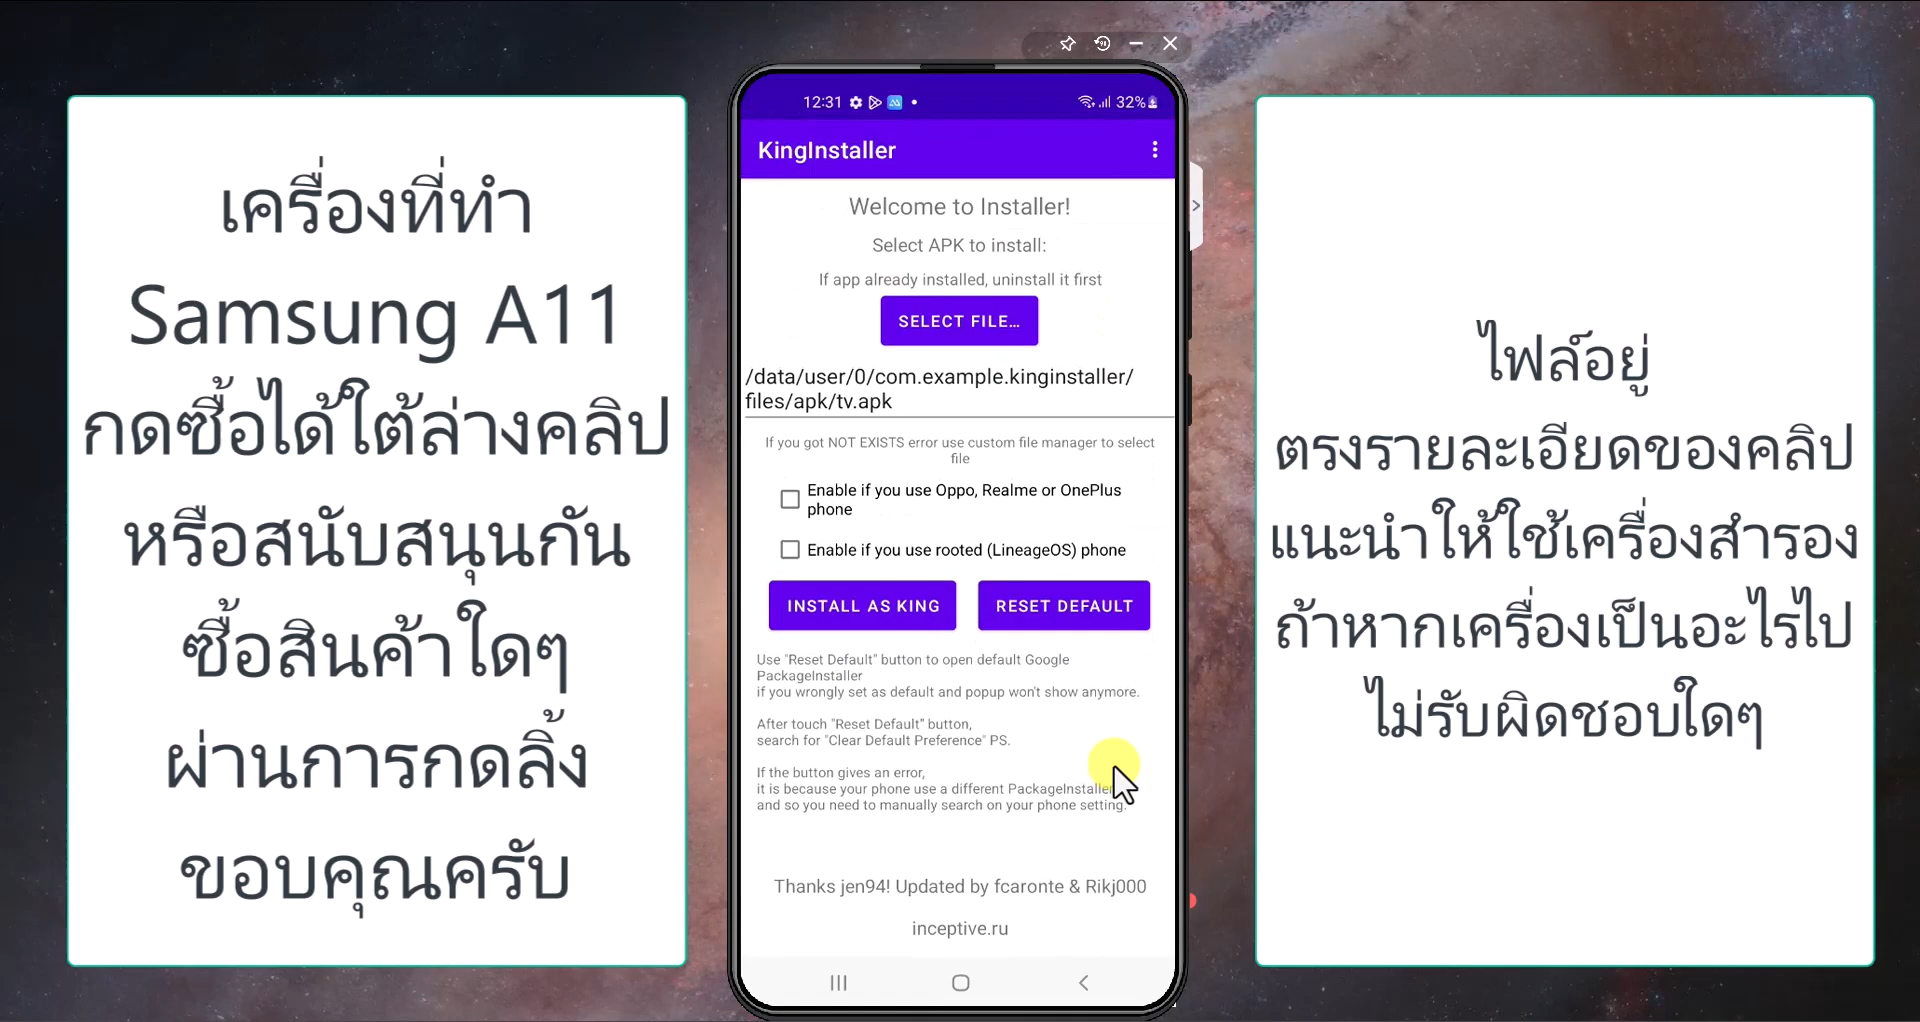 เครื่องที่ทำ
Samsung A11
กดซื้อได้ใต้ล่างคลิป
หรือสนับสนุนกัน
ซื้อสินค้าใดๆ
ผ่านการกดลิ้ง
ขอบคุณครับ
12:31
32%
KingInstaller
Welcome to Installer!
Select APK to install:
If app already installed, uninstall it first
SELECT FILE...
/data/user/0/com.example.kinginstaller/
files/apk/tv.apk
If you got NOT EXISTS error use custom file manager to select
file
Enable if you use Oppo, Realme or OnePlus
phone
Enable if you use rooted (LineageOS) phone
INSTALL AS KING
RESET DEFAULT
Use "Reset Default" button to open default Google
PackageInstaller
if you wrongly set as default and popup won't show anymore.
After touch "Reset Default" button,
search for "Clear Default Preference" PS.
If the button gives an error,
it is because your phone use a different PackageInstaller
and so you need to manually search on your phone setting.
Thanks jen94! Updated by fcaronte & Rikj000
inceptive.ru
ไฟล์อยู่
ตรงรายละเอียดของคลิป
แนะนำให้ใช้เครื่องสำรอง
ถ้าหากเครื่องเป็นอะไรไป
ไม่รับผิดชอบใดๆ